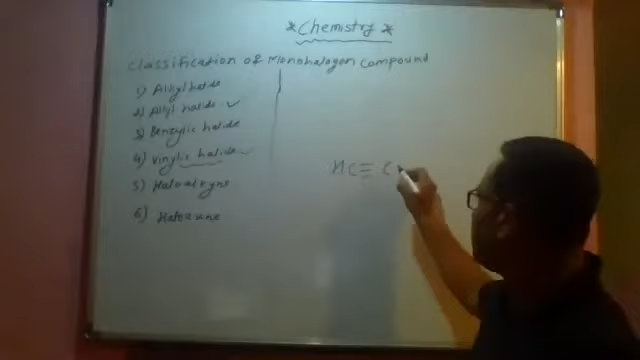 *Chemistry*
Classification of Monohalogen Compound
1) Alkyl halide
2) Allyl halide ✓
3) Benzylic halide
4) Vinylic halide ✓
5) Haloalkyne
6)
HC≡C